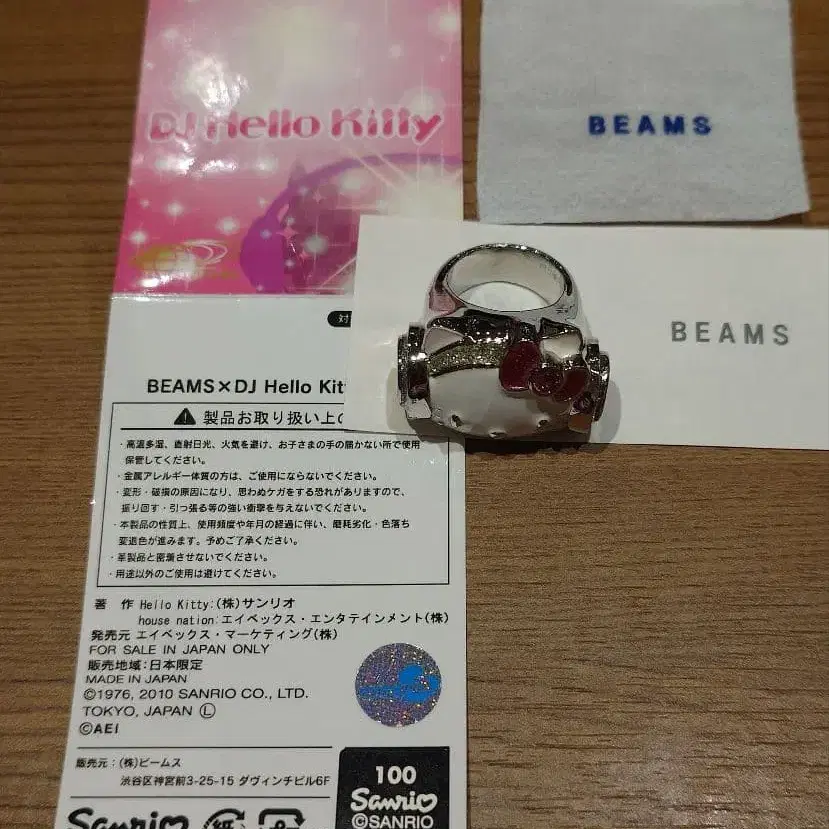 DJ Hello Kitty
BEAMS
BEAMS
対
BEAMS×DJ Hello Kit
製品お取り扱い上の
・高温多湿、直射日光、火気を避け、お子さまの手の届かない所で使用
保管してください。
・金属アレルギー体質の方は、ご使用にならないでください。
・変形・破損の原因になり、思わぬケガをする恐れがありますので、
振り回す・引っ張る等の強い衝撃を与えないでください。
・本製品の性質上、使用頻度や年月の経過に伴い、磨耗劣化・色落ち
変退色が進みます。予めご了承ください。
・革製品と密着させないでください。
・用途以外のご使用は避けてください。
著 作 Hello Kitty:(株)サンリオ
house nation:エイベックス・エンタテインメント(株)
発売元 エイベックス・マーケティング(株)
FOR SALE IN JAPAN ONLY
販売地域:日本限定
MADE IN JAPAN
©1976, 2010 SANRIO CO., LTD.
TOKYO, JAPAN Ⓛ
©AEI
販売元:(株)ビームス
渋谷区神宮前3-25-15 ダヴィンチビル6F
100
Sanrio
©SANRIO
Sanrio
紙